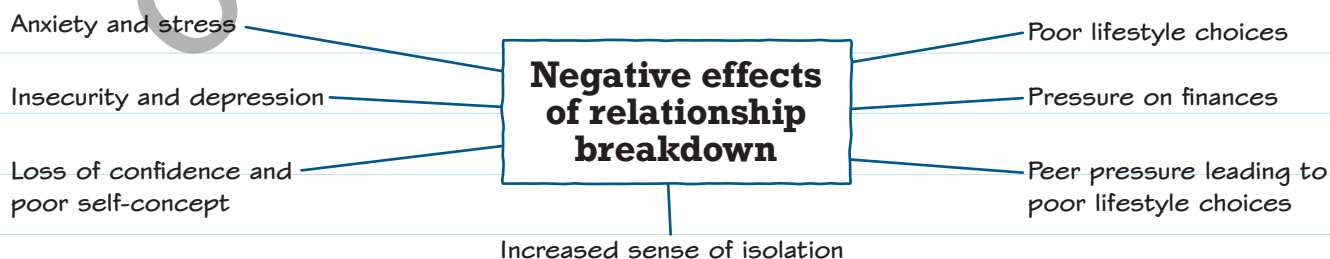 Anxiety and stress
Insecurity and depression
Loss of confidence and
poor self-concept
Negative effects
of relationship
breakdown
Increased sense of isolation
Poor lifestyle choices
Pressure on finances
Peer pressure leading to
poor lifestyle choices